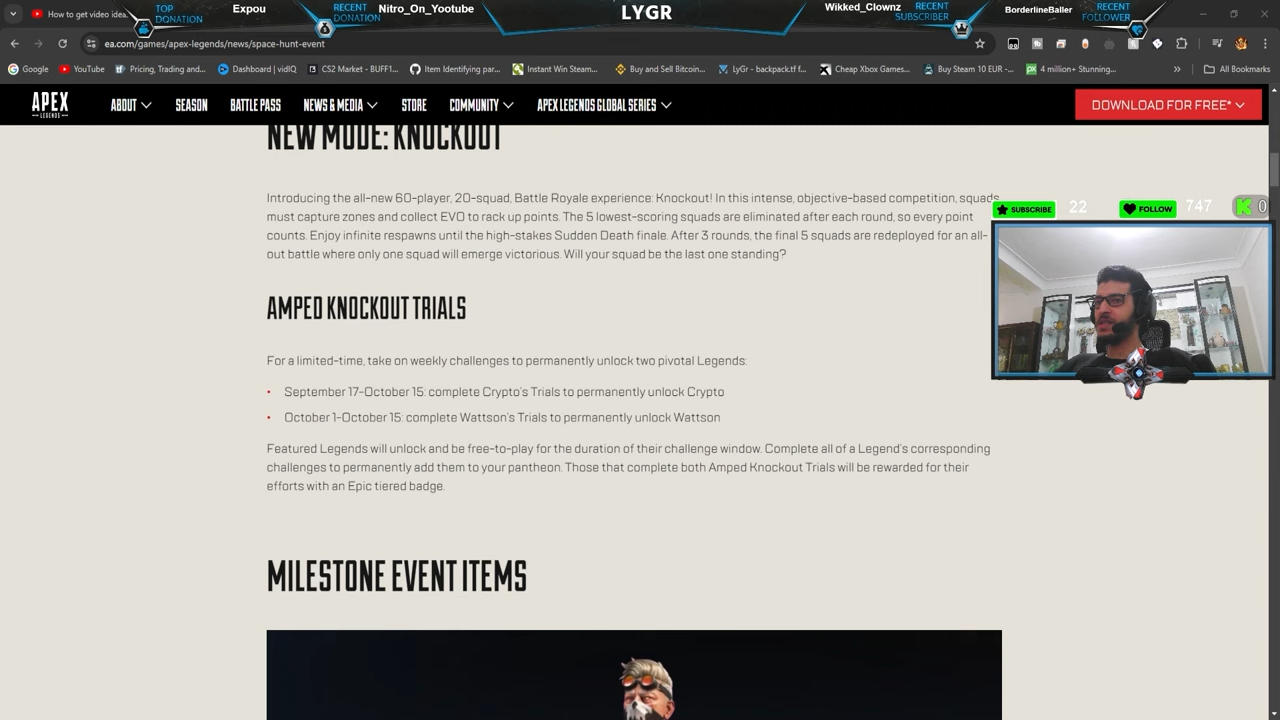 How to get video idea
TOP
DONATION
Expou
RECENT
DONATION
Nitro_On_Yootube
LYGR
Wikked_Clownz
RECENT
SUBSCRIBER
BorderlineBaller
RECENT
FOLLOWER
ea.com/games/apex-legends/news/space-hunt-event
Google
YouTube
Pricing, Trading and...
Dashboard | vidIQ
CS2 Market - BUFF1...
Item Identifying par...
Instant Win Steam...
Buy and Sell Bitcoin...
LyGr - backpack.tf f...
Cheap Xbox Games...
Buy Steam 10 EUR -...
4 million+ Stunning...
All Bookmarks
APEX
LEGENDS
ABOUT
SEASON
BATTLE PASS
NEWS & MEDIA
STORE
COMMUNITY
APEX LEGENDS GLOBAL SERIES
DOWNLOAD FOR FREE*
NEW MODE: KNOCKOUT
Introducing the all-new 60-player, 20-squad, Battle Royale experience: Knockout! In this intense, objective-based competition, squads
must capture zones and collect EVO to rack up points. The 5 lowest-scoring squads are eliminated after each round, so every point
counts. Enjoy infinite respawns until the high-stakes Sudden Death finale. After 3 rounds, the final 5 squads are redeployed for an all-
out battle where only one squad will emerge victorious. Will your squad be the last one standing?
SUBSCRIBE
22
FOLLOW
747
K
0
AMPED KNOCKOUT TRIALS
For a limited-time, take on weekly challenges to permanently unlock two pivotal Legends:
• September 17-October 15: complete Crypto's Trials to permanently unlock Crypto
• October 1-October 15: complete Wattson's Trials to permanently unlock Wattson
Featured Legends will unlock and be free-to-play for the duration of their challenge window. Complete all of a Legend's corresponding
challenges to permanently add them to your pantheon. Those that complete both Amped Knockout Trials will be rewarded for their
efforts with an Epic tiered badge.
MILESTONE EVENT ITEMS